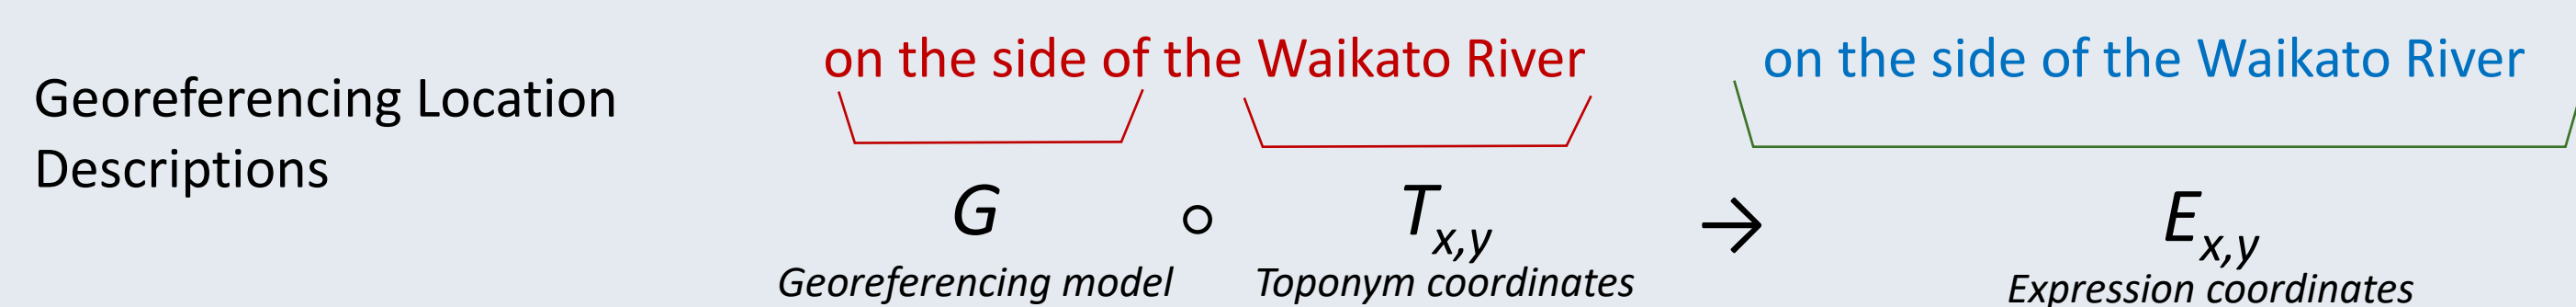 Georeferencing Location
Descriptions
on the side of the Waikato River
on the side of the Waikato River
G ∘ Tx,y → Ex,y
Georeferencing model Toponym coordinates Expression coordinates